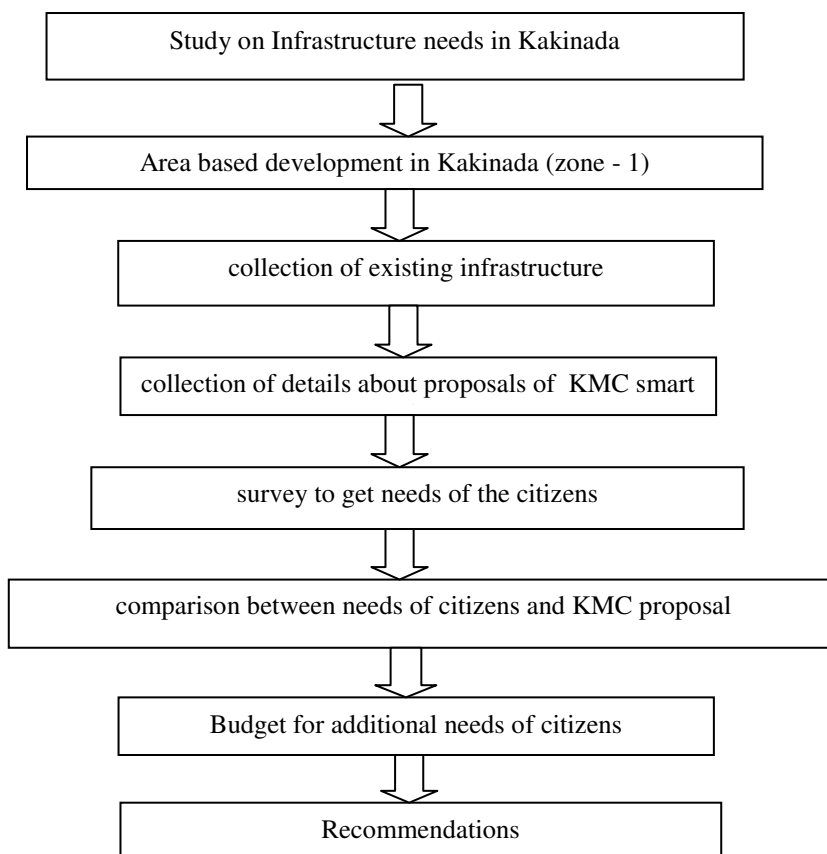 Study on Infrastructure needs in Kakinada
Area based development in Kakinada (zone - 1)
collection of existing infrastructure
collection of details about proposals of KMC smart
survey to get needs of the citizens
comparison between needs of citizens and KMC proposal
Budget for additional needs of citizens
Recommendations